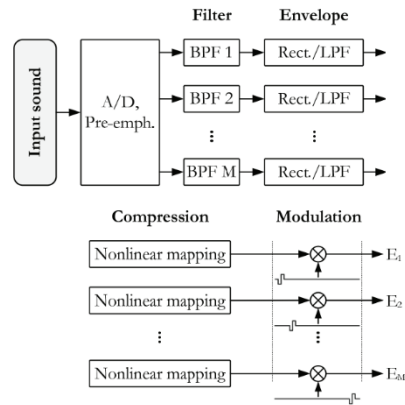 Filter Envelope
Input sound
A/D,
Pre-emph.
BPF 1 Rect./LPF
BPF 2 Rect./LPF
⋮ ⋮
BPF M Rect./LPF
Compression Modulation
Nonlinear mapping E₁
Nonlinear mapping E₂
⋮ ⋮
Nonlinear mapping E_M